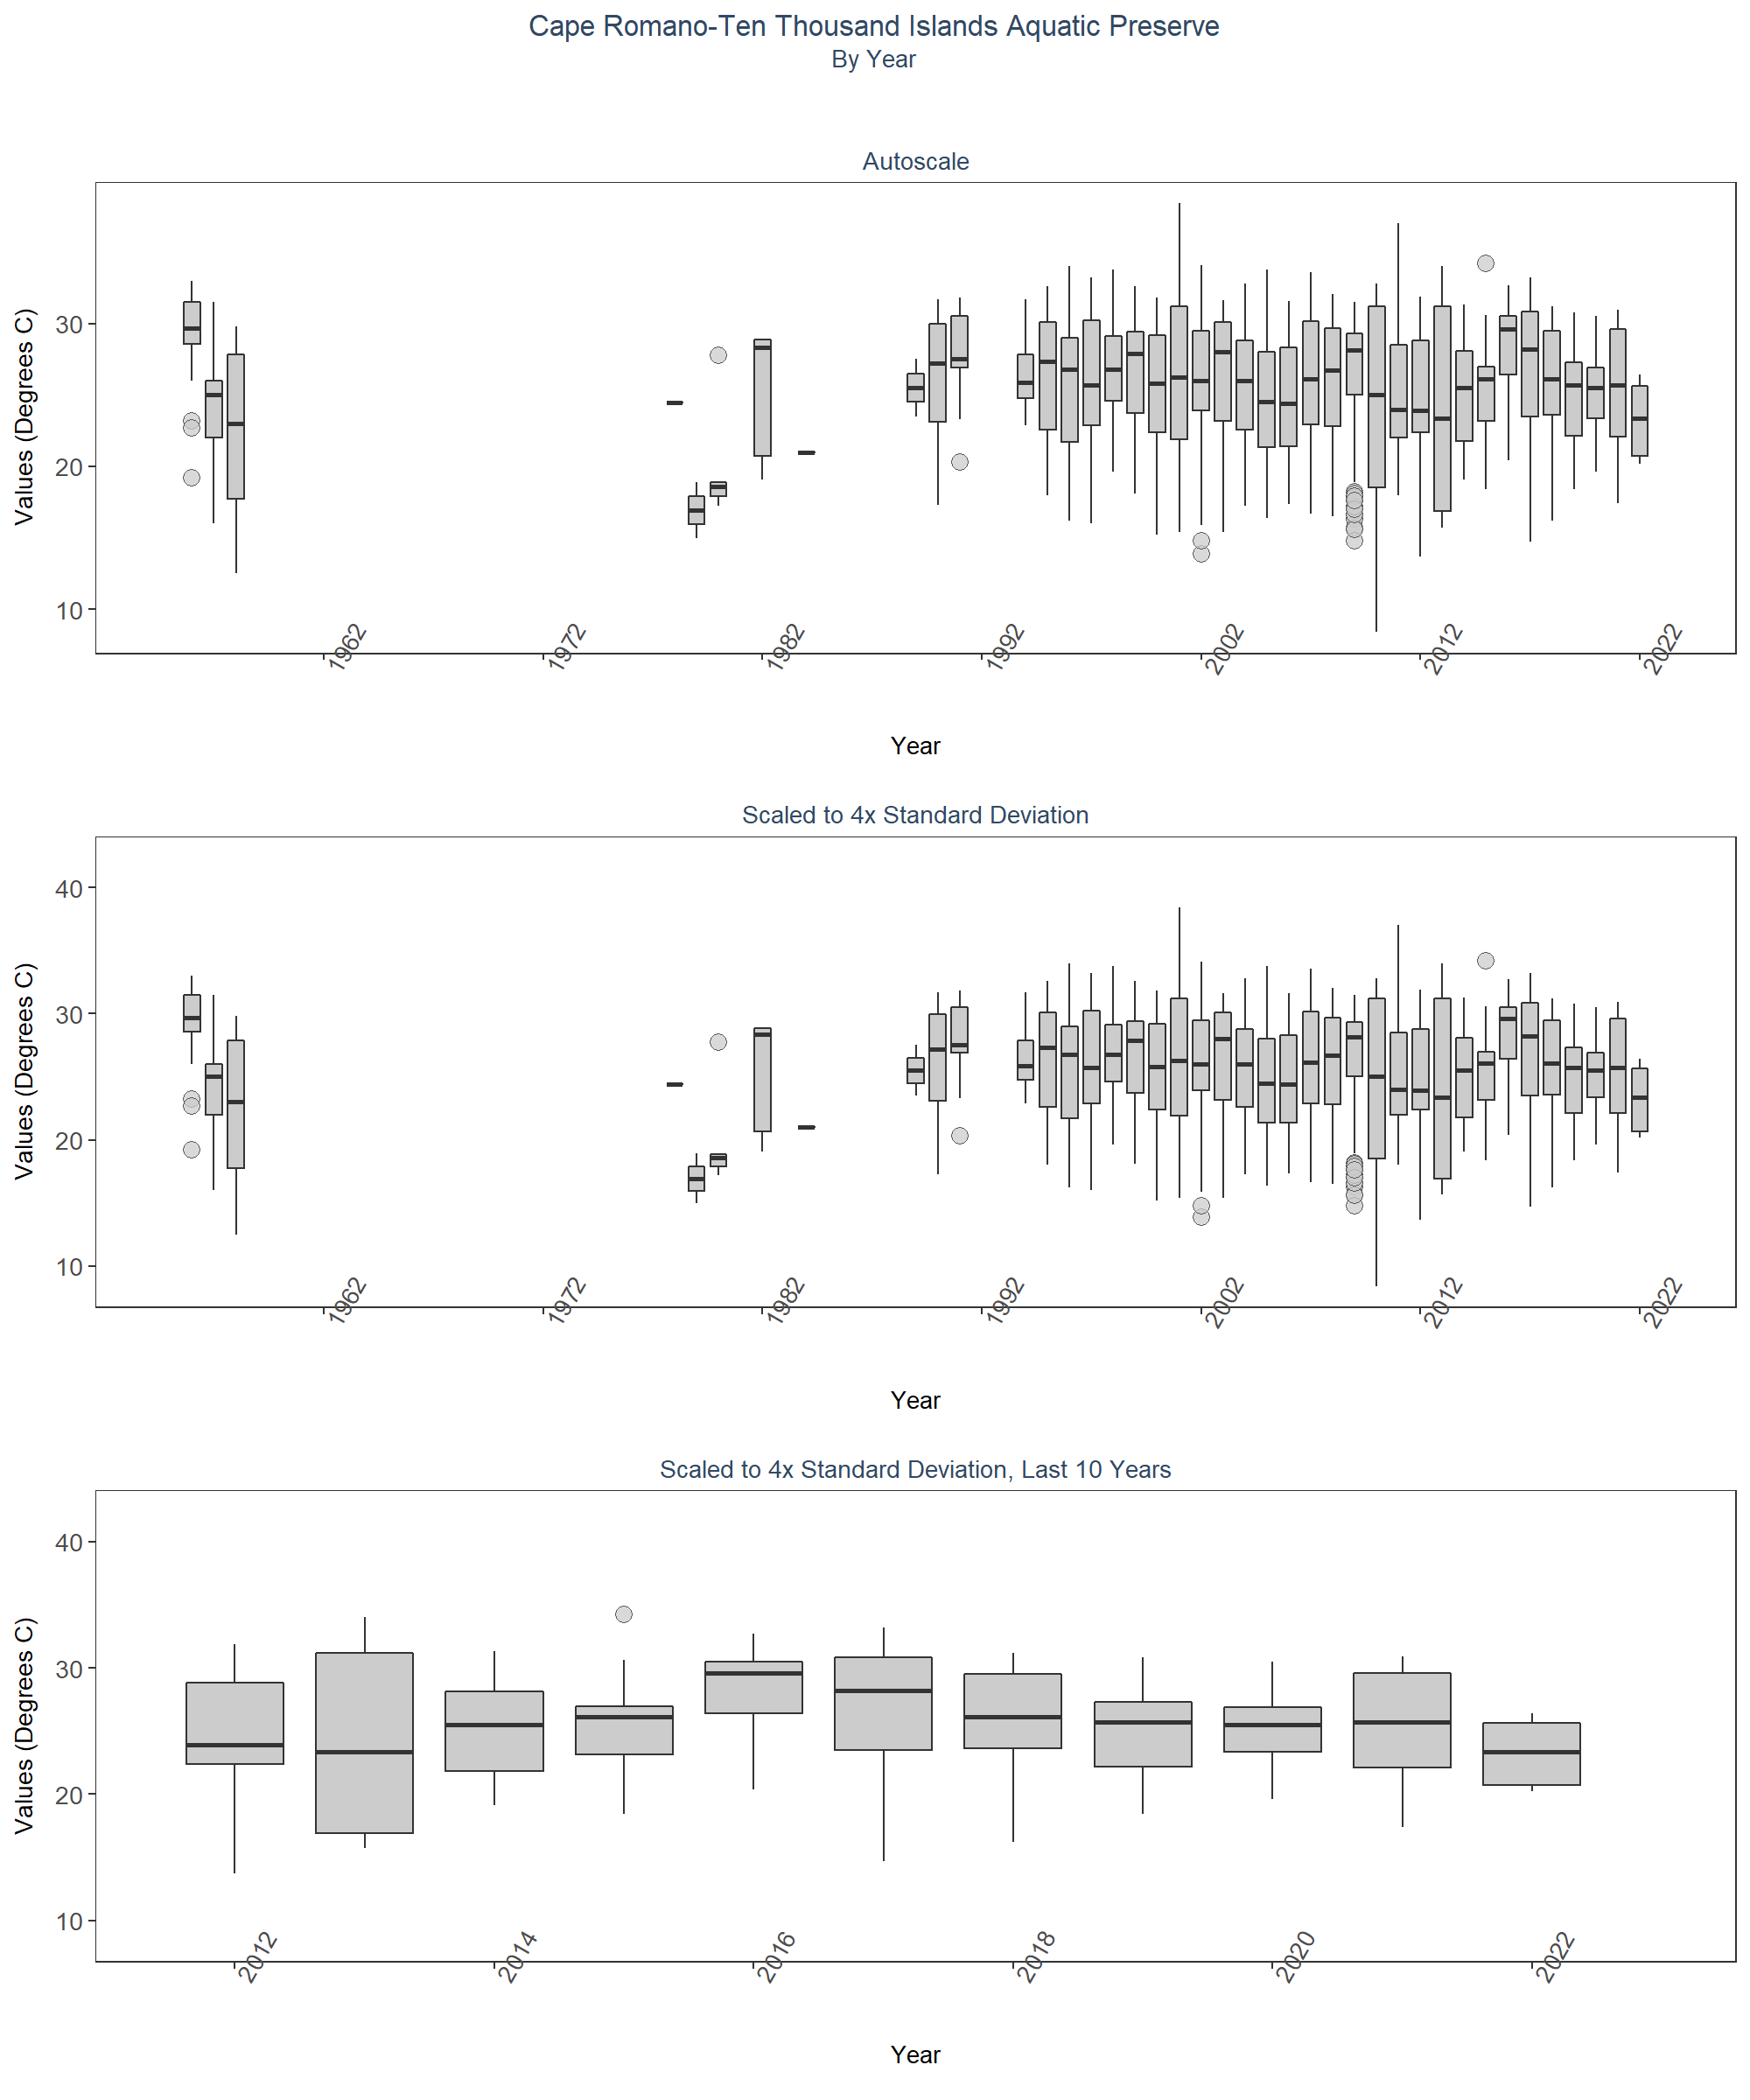 Cape Romano-Ten Thousand Islands Aquatic Preserve
By Year
Autoscale
Values (Degrees C)
30
20
10
1962
1972
1982
1992
2002
2012
2022
Year
Scaled to 4x Standard Deviation
Values (Degrees C)
40
30
20
10
1962
1972
1982
1992
2002
2012
2022
Year
Scaled to 4x Standard Deviation, Last 10 Years
Values (Degrees C)
40
30
20
10
2012
2014
2016
2018
2020
2022
Year